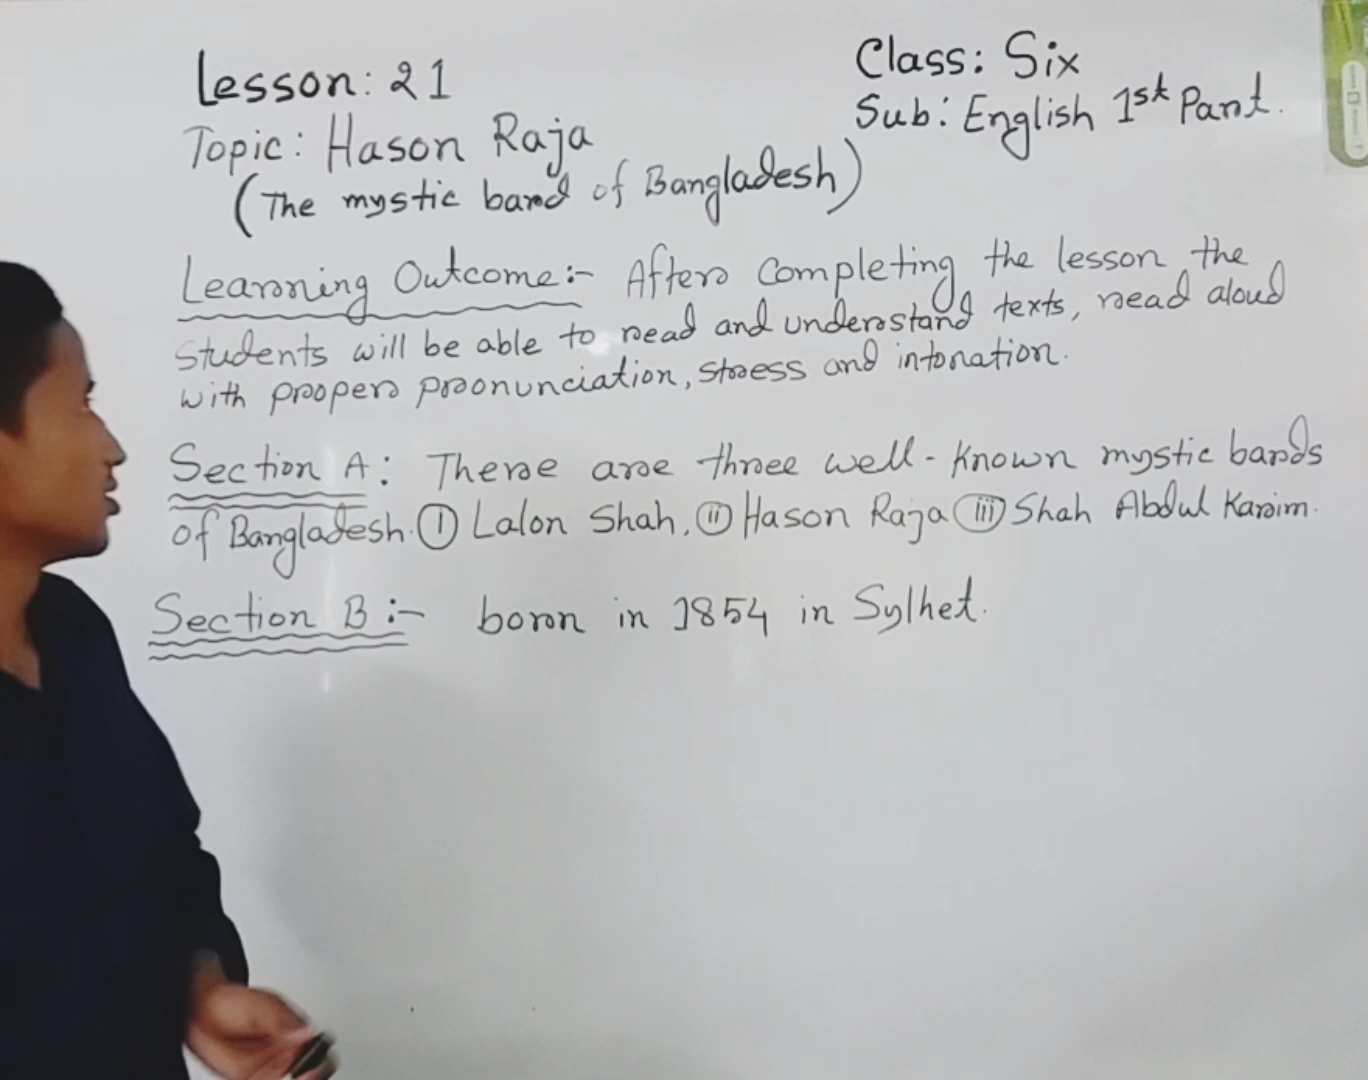 Lesson: 21
Class: Six
Topic: Hason Raja
Sub: English 1st Part.
(The mystic bard of Bangladesh)
Learning Outcome:- After completing the lesson the
students will be able to read and understand texts, read aloud
with proper pronunciation, stress and intonation.
Section A: There are three well-known mystic bards
of Bangladesh. (i) Lalon Shah, (ii) Hason Raja (iii) Shah Abdul Karim.
Section B :- born in 1854 in Sylhet.